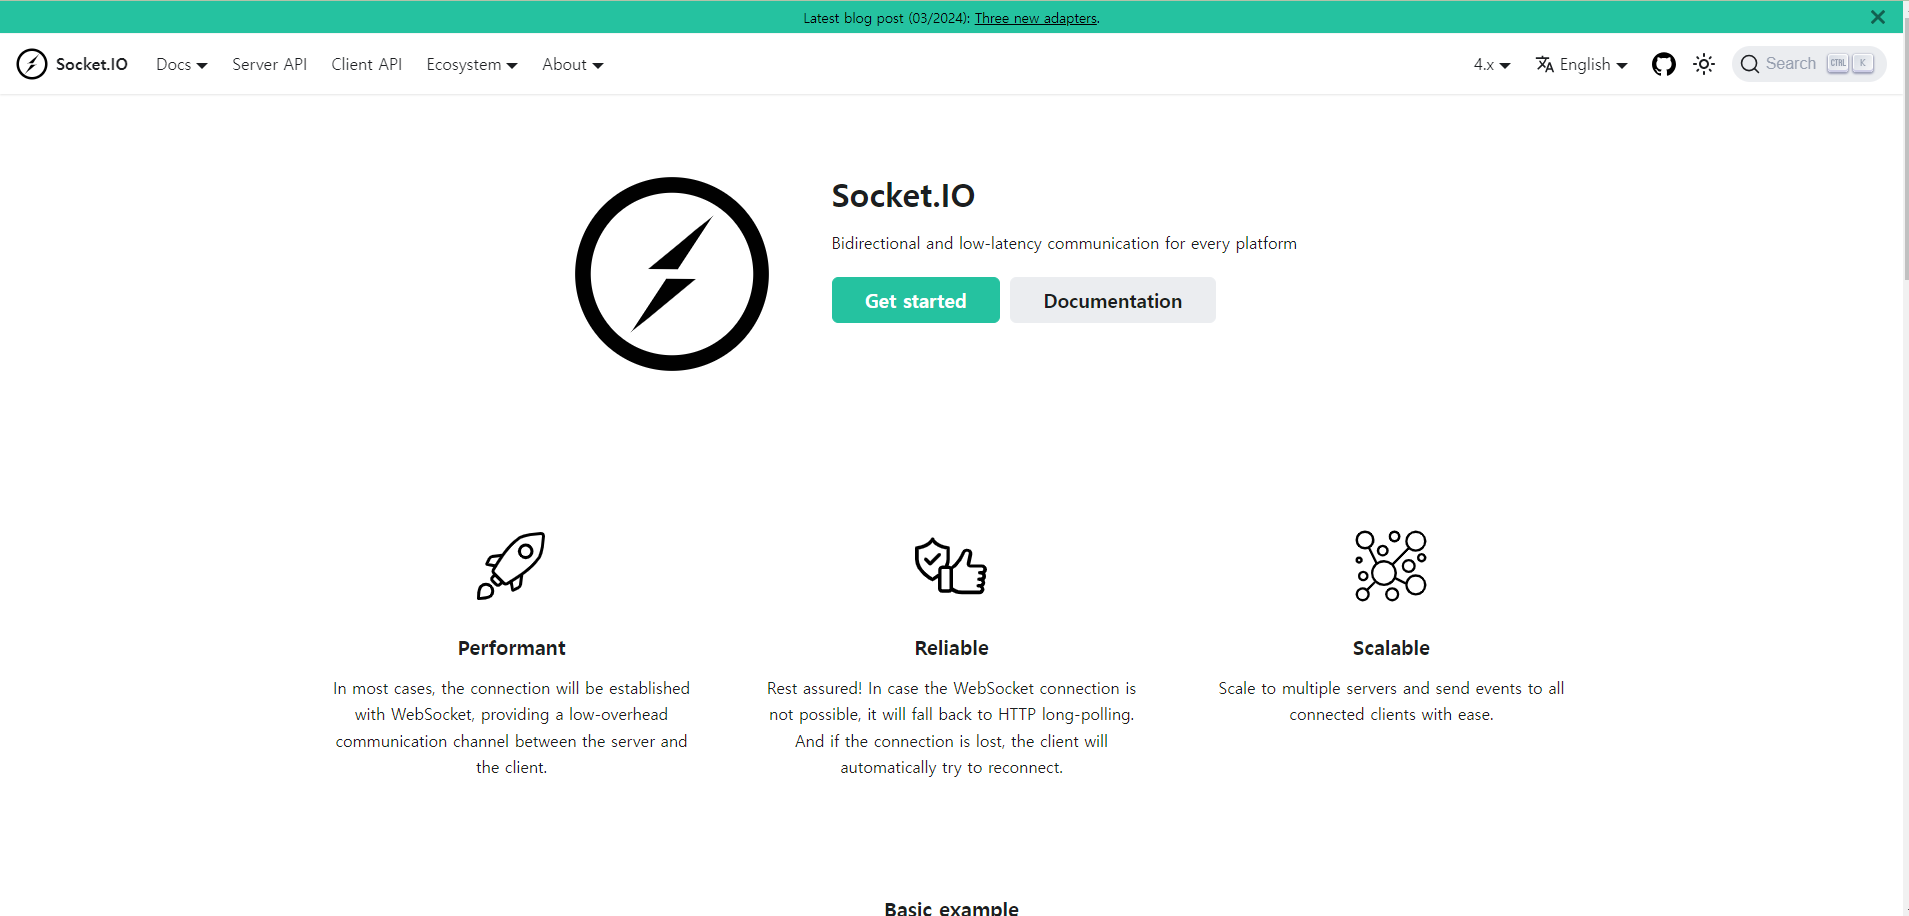 Latest blog post (03/2024): Three new adapters.
Socket.IO Docs Server API Client API Ecosystem About 4.x English Search CTRL K
Socket.IO
Bidirectional and low-latency communication for every platform
Get started Documentation
Performant
In most cases, the connection will be established
with WebSocket, providing a low-overhead
communication channel between the server and
the client.
Reliable
Rest assured! In case the WebSocket connection is
not possible, it will fall back to HTTP long-polling.
And if the connection is lost, the client will
automatically try to reconnect.
Scalable
Scale to multiple servers and send events to all
connected clients with ease.
Basic example